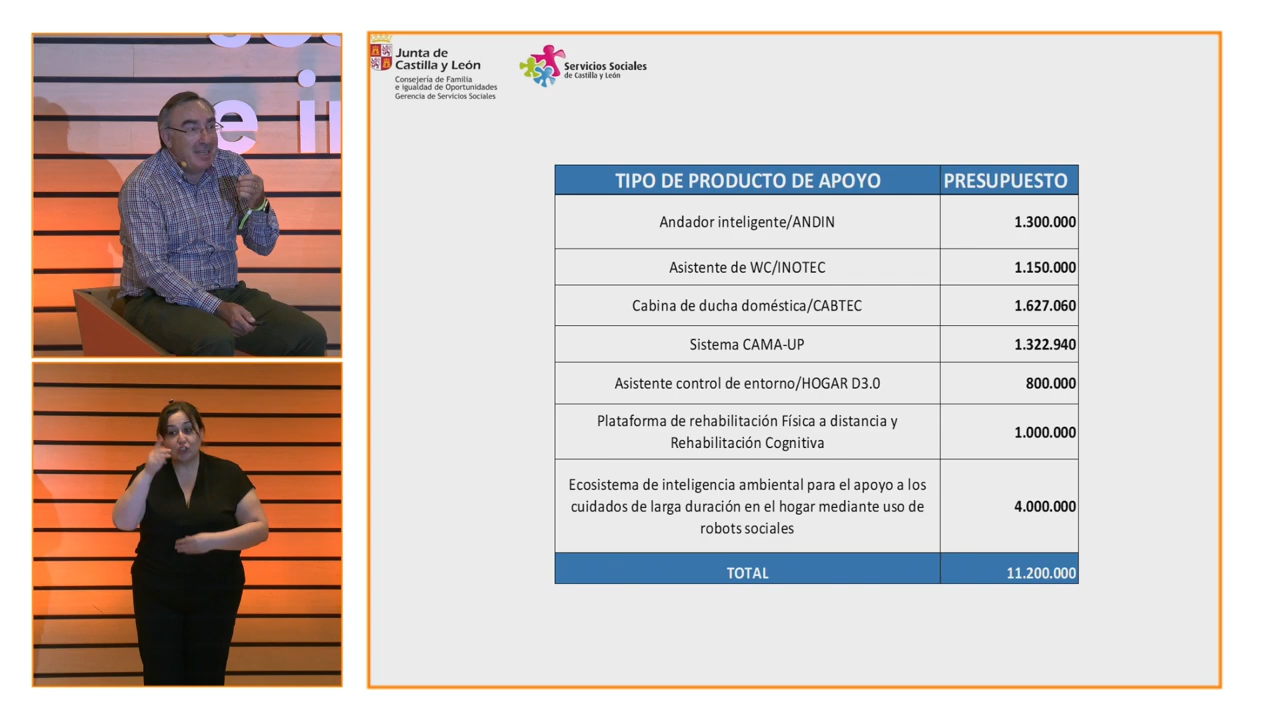 e in
Junta de
Castilla y León
Consejería de Familia
e igualdad de Oportunidades
Gerencia de Servicios Sociales
Servicios Sociales
de Castilla y León
TIPO DE PRODUCTO DE APOYO PRESUPUESTO
Andador inteligente/ANDIN 1.300.000
Asistente de WC/INOTEC 1.150.000
Cabina de ducha doméstica/CABTEC 1.627.060
Sistema CAMA-UP 1.322.940
Asistente control de entorno/HOGAR D3.0 800.000
Plataforma de rehabilitación Física a distancia y
Rehabilitación Cognitiva 1.000.000
Ecosistema de inteligencia ambiental para el apoyo a los
cuidados de larga duración en el hogar mediante uso de 4.000.000
robots sociales
TOTAL 11.200.000